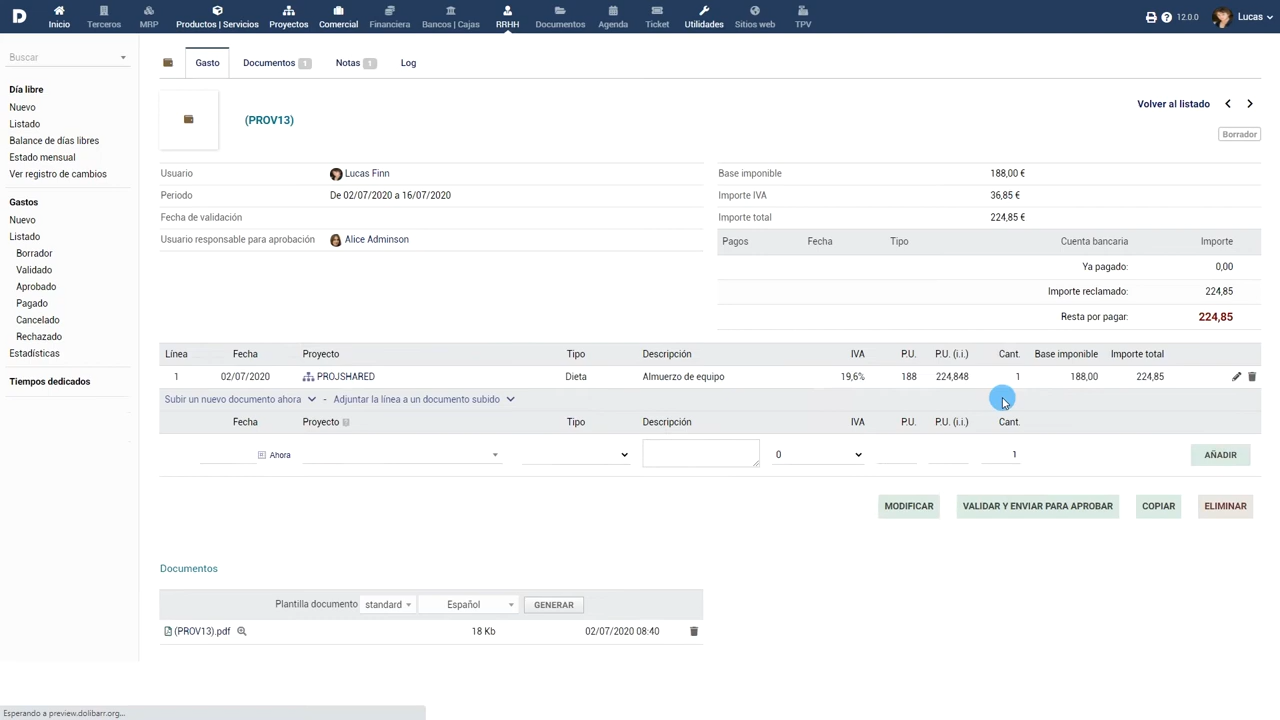 D
Inicio Terceros MRP Productos | Servicios Proyectos Comercial Financiera Bancos | Cajas RRHH Documentos Agenda Ticket Utilidades Sitios web TPV 12.0.0 Lucas
Buscar
Gasto Documentos 1 Notas 1 Log
Día libre
Nuevo
Listado
Balance de días libres
Estado mensual
Ver registro de cambios
Gastos
Nuevo
Listado
Borrador
Validado
Aprobado
Pagado
Cancelado
Rechazado
Estadísticas
Tiempos dedicados
(PROV13)
Volver al listado
Borrador
Usuario Lucas Finn
Periodo De 02/07/2020 a 16/07/2020
Fecha de validación
Usuario responsable para aprobación Alice Adminson
Base imponible 188,00 €
Importe IVA 36,85 €
Importe total 224,85 €
Pagos Fecha Tipo Cuenta bancaria Importe
Ya pagado: 0,00
Importe reclamado: 224,85
Resta por pagar: 224,85
Línea Fecha Proyecto Tipo Descripción IVA P.U. P.U. (i.i.) Cant. Base imponible Importe total
1 02/07/2020 PROJSHARED Dieta Almuerzo de equipo 19,6% 188 224,848 1 188,00 224,85
Subir un nuevo documento ahora - Adjuntar la línea a un documento subido
Fecha Proyecto Tipo Descripción IVA P.U. P.U. (i.i.) Cant.
Ahora 0 1 AÑADIR
MODIFICAR VALIDAR Y ENVIAR PARA APROBAR COPIAR ELIMINAR
Documentos
Plantilla documento standard Español GENERAR
(PROV13).pdf 18 Kb 02/07/2020 08:40
Esperando a preview.dolibarr.org...